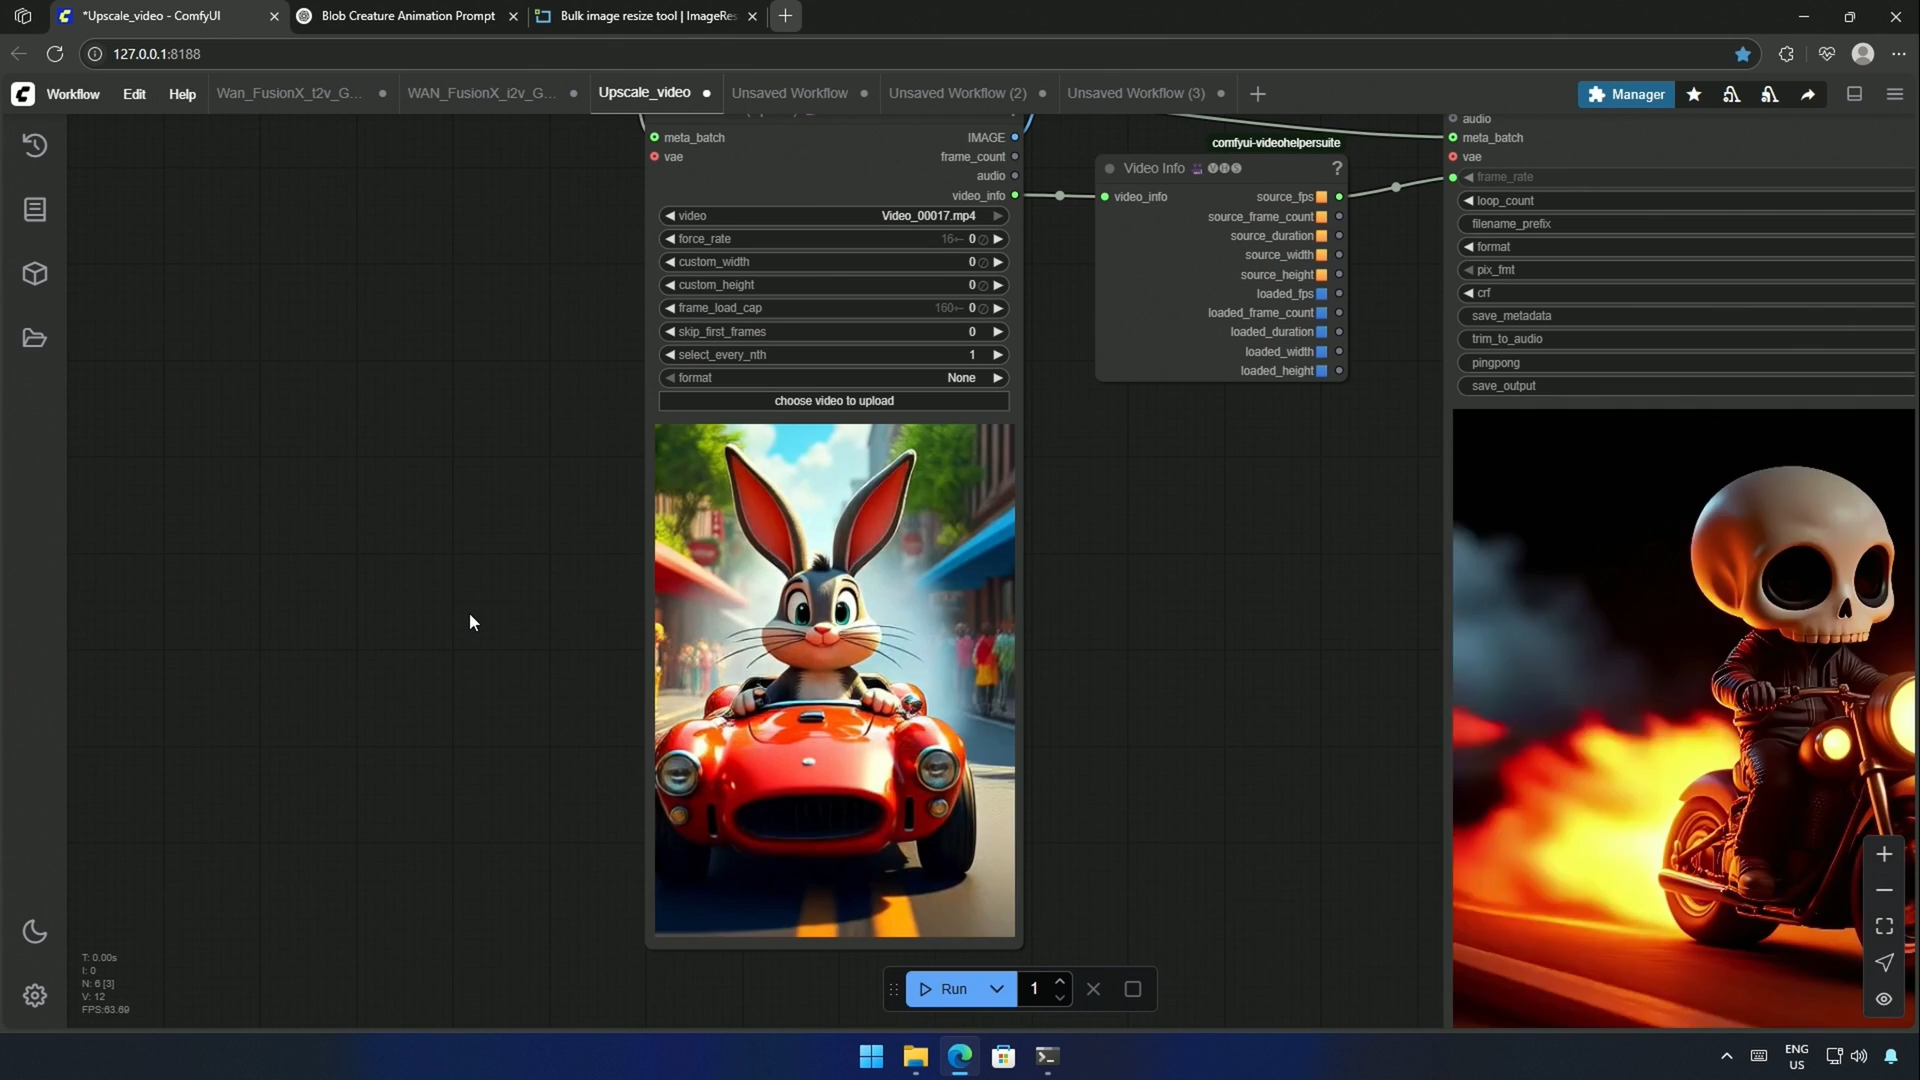 *Upscale_video - ComfyUI
Blob Creature Animation Prompt
Bulk image resize tool | ImageRes
127.0.0.1:8188
Workflow
Edit
Help
Wan_FusionX_t2v_G...
WAN_FusionX_i2v_G...
Upscale_video
Unsaved Workflow
Unsaved Workflow (2)
Unsaved Workflow (3)
Manager
meta_batch
IMAGE
vae
frame_count
audio
video_info
video
Video_00017.mp4
force_rate
16← 0
custom_width
0
custom_height
0
frame_load_cap
160← 0
skip_first_frames
0
select_every_nth
1
format
None
choose video to upload
comfyui-videohelpersuite
Video Info VHS
?
video_info
source_fps
source_frame_count
source_duration
source_width
source_height
loaded_fps
loaded_frame_count
loaded_duration
loaded_width
loaded_height
audio
meta_batch
vae
frame_rate
loop_count
filename_prefix
format
pix_fmt
crf
save_metadata
trim_to_audio
pingpong
save_output
T: 0.00s
I: 0
N: 6 [3]
V: 12
FPS:63.69
Run
1
ENG
US